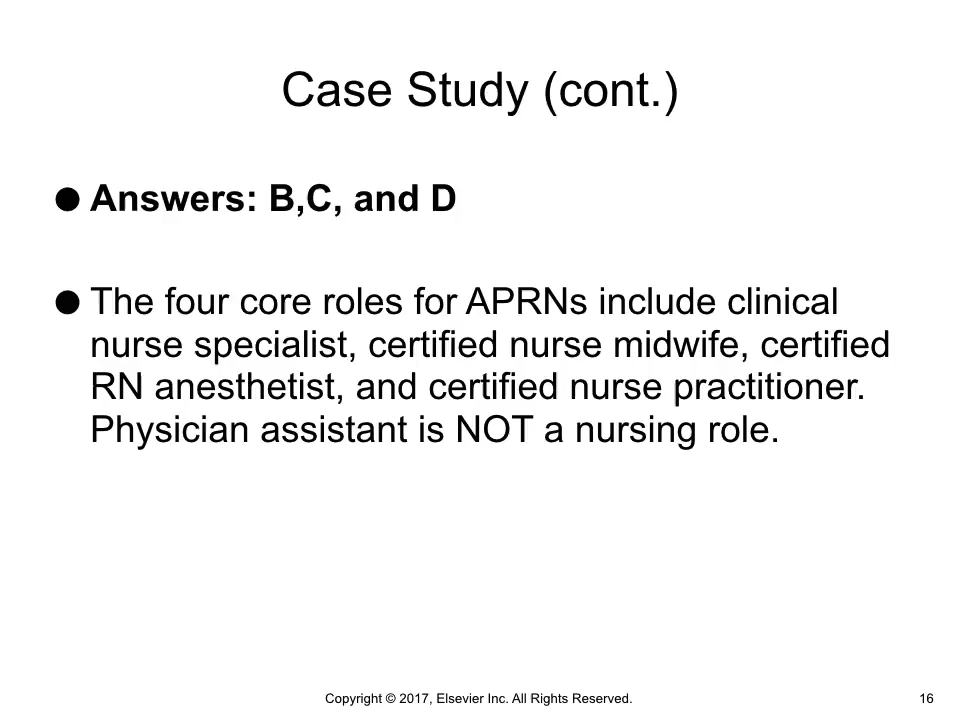 Case Study (cont.)
● Answers: B,C, and D
● The four core roles for APRNs include clinical
nurse specialist, certified nurse midwife, certified
RN anesthetist, and certified nurse practitioner.
Physician assistant is NOT a nursing role.
Copyright © 2017, Elsevier Inc. All Rights Reserved.
16